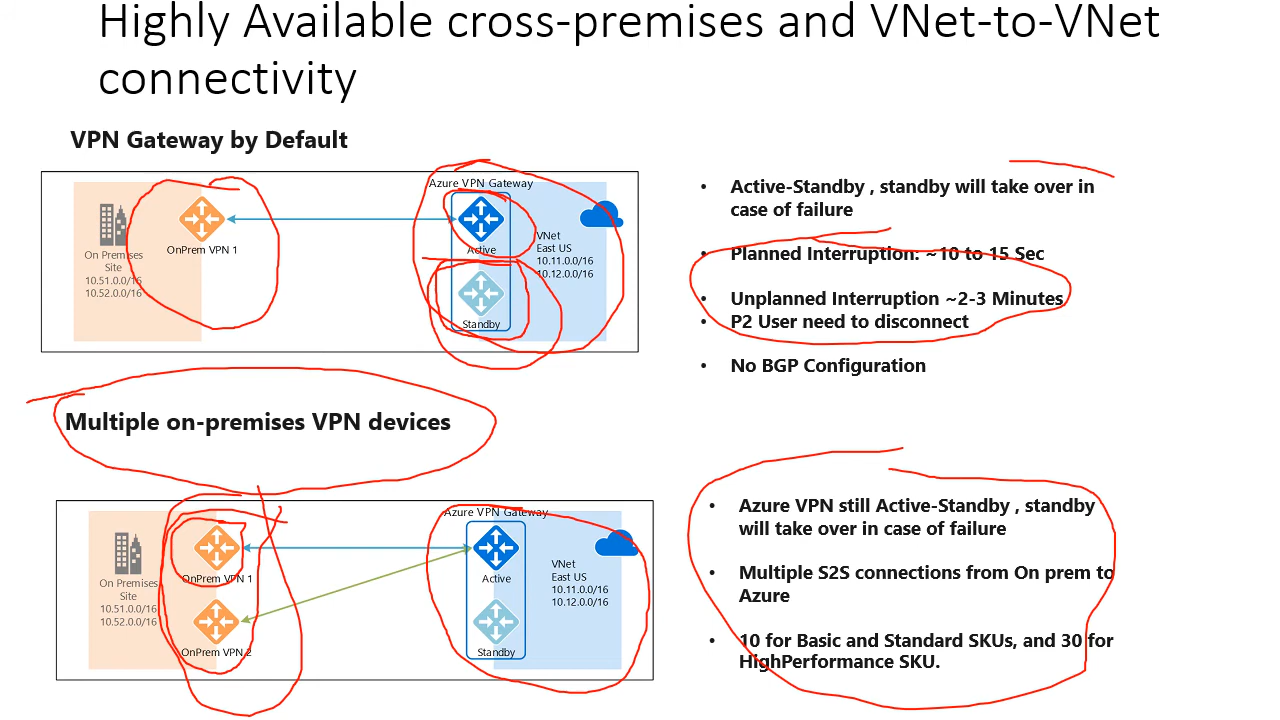 Highly Available cross-premises and VNet-to-VNet
connectivity
VPN Gateway by Default
Azure VPN Gateway
On Premises
Site
10.51.0.0/16
10.52.0.0/16
OnPrem VPN 1
Active
Standby
VNet
East US
10.11.0.0/16
10.12.0.0/16
• Active-Standby , standby will take over in
case of failure
• Planned Interruption: ~10 to 15 Sec
• Unplanned Interruption ~2-3 Minutes
• P2 User need to disconnect
• No BGP Configuration
Multiple on-premises VPN devices
Azure VPN Gateway
On Premises
Site
10.51.0.0/16
10.52.0.0/16
OnPrem VPN 1
OnPrem VPN 2
Active
Standby
VNet
East US
10.11.0.0/16
10.12.0.0/16
• Azure VPN still Active-Standby , standby
will take over in case of failure
• Multiple S2S connections from On prem to
Azure
• 10 for Basic and Standard SKUs, and 30 for
HighPerformance SKU.